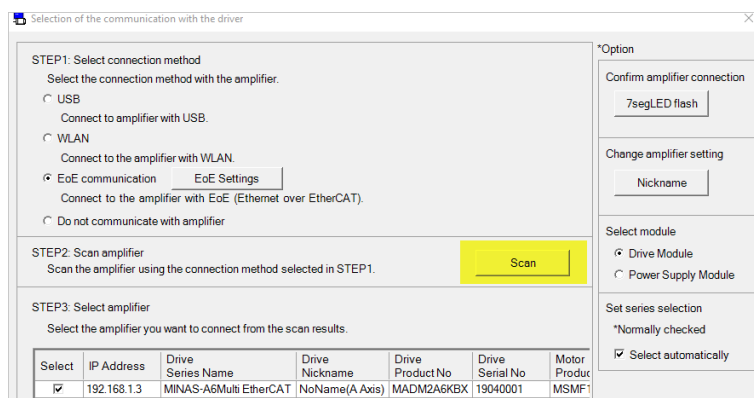 Selection of the communication with the driver
STEP1: Select connection method
Select the connection method with the amplifier.
USB
Connect to amplifier with USB.
WLAN
Connect to the amplifier with WLAN.
EoE communication
EoE Settings
Connect to the amplifier with EoE (Ethernet over EtherCAT).
Do not communicate with amplifier
STEP2: Scan amplifier
Scan the amplifier using the connection method selected in STEP1.
Scan
STEP3: Select amplifier
Select the amplifier you want to connect from the scan results.
Select IP Address Drive Series Name Drive Nickname Drive Product No Drive Serial No Motor
192.168.1.3 MINAS-A6Multi EtherCAT NoName(A Axis) MADM2A6KBX 19040001 MSMF1
*Option
Confirm amplifier connection
7segLED flash
Change amplifier setting
Nickname
Select module
Drive Module
Power Supply Module
Set series selection
*Normally checked
Select automatically